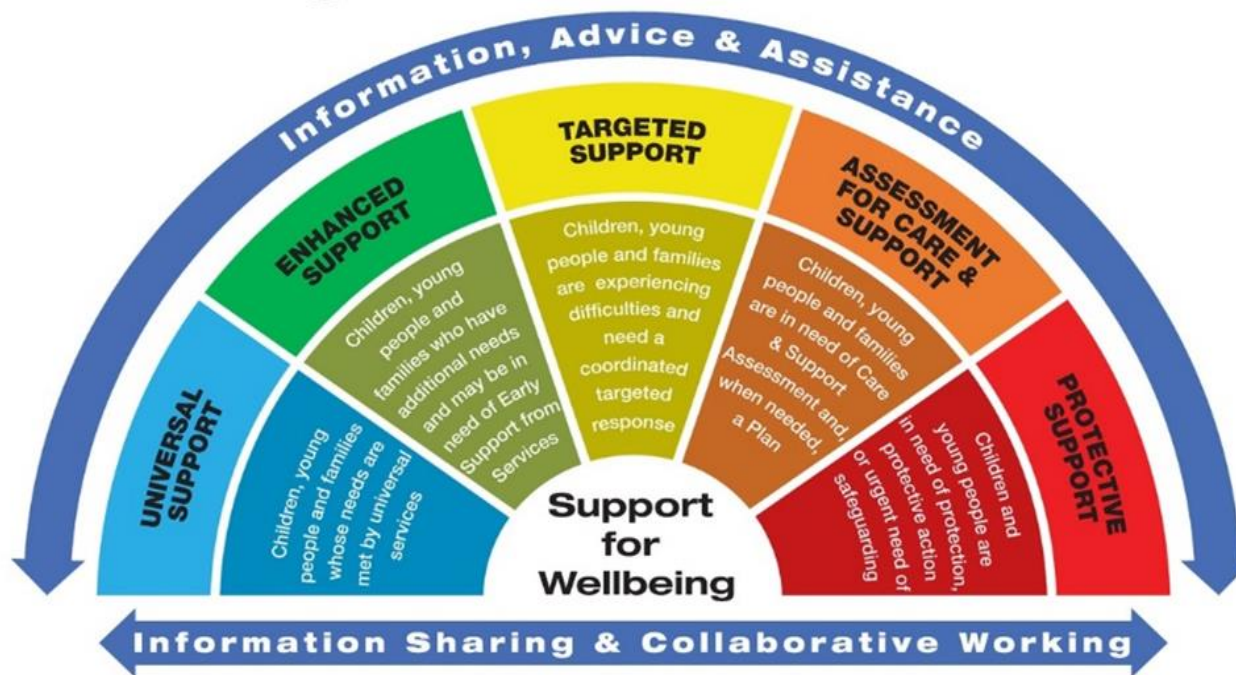 Information, Advice & Assistance
UNIVERSAL
SUPPORT
Children, young
people and families
whose needs are
met by universal
services
ENHANCED
SUPPORT
Children, young
people and
families who have
additional needs
and may be in
need of Early
Support from
Services
TARGETED
SUPPORT
Children, young
people and families
are experiencing
difficulties and
need a
coordinated
targeted
response
ASSESSMENT
FOR CARE &
SUPPORT
Children, young
people and families
are in need of Care
& Support
Assessment and,
when needed,
a Plan
PROTECTIVE
SUPPORT
Children and
young people are
in need of protection,
protective action
or urgent need of
safeguarding
Support
for
Wellbeing
Information Sharing & Collaborative Working